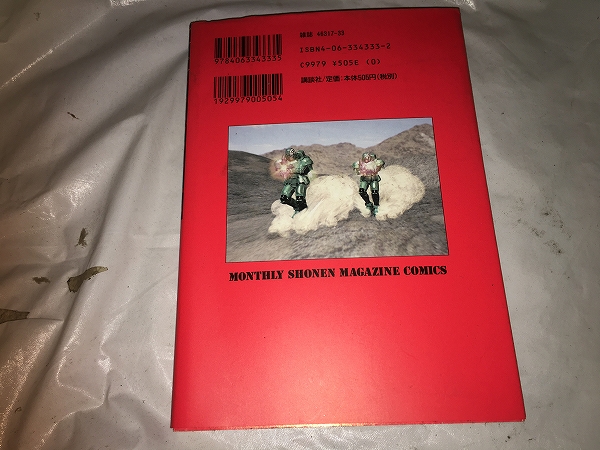 雑誌 46217-33
ISBN4-06-334333-2
C9979 ¥505E (0)
講談社/定価:本体505円(税別)
9784063343335
1929979005054
MONTHLY SHONEN MAGAZINE COMICS